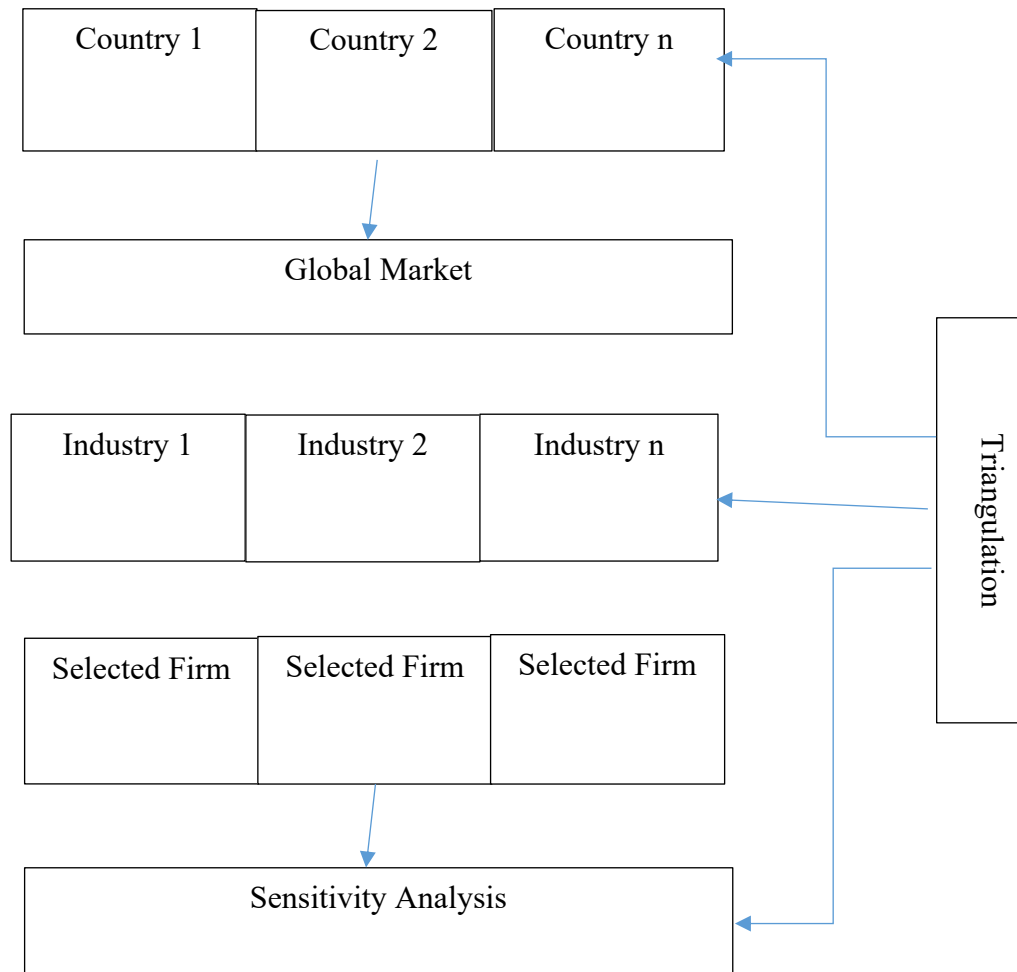 Country 1
Country 2
Country n
Global Market
Industry 1
Industry 2
Industry n
Triangulation
Selected Firm
Selected Firm
Selected Firm
Sensitivity Analysis